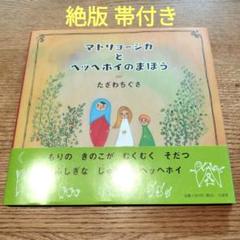 絶版 帯付き
マトリョーシカ
と
ヘッヘホイのまほう
たざわちぐさ
もりの きのこが むくむく そだつ
ふしぎな じゅ
ヘッヘホイ